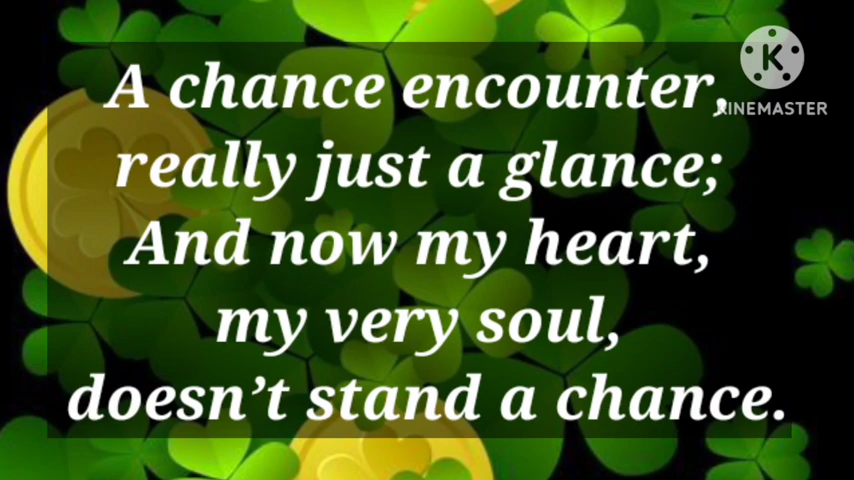 K
KINEMASTER
A chance encounter,
really just a glance;
And now my heart,
my very soul,
doesn’t stand a chance.